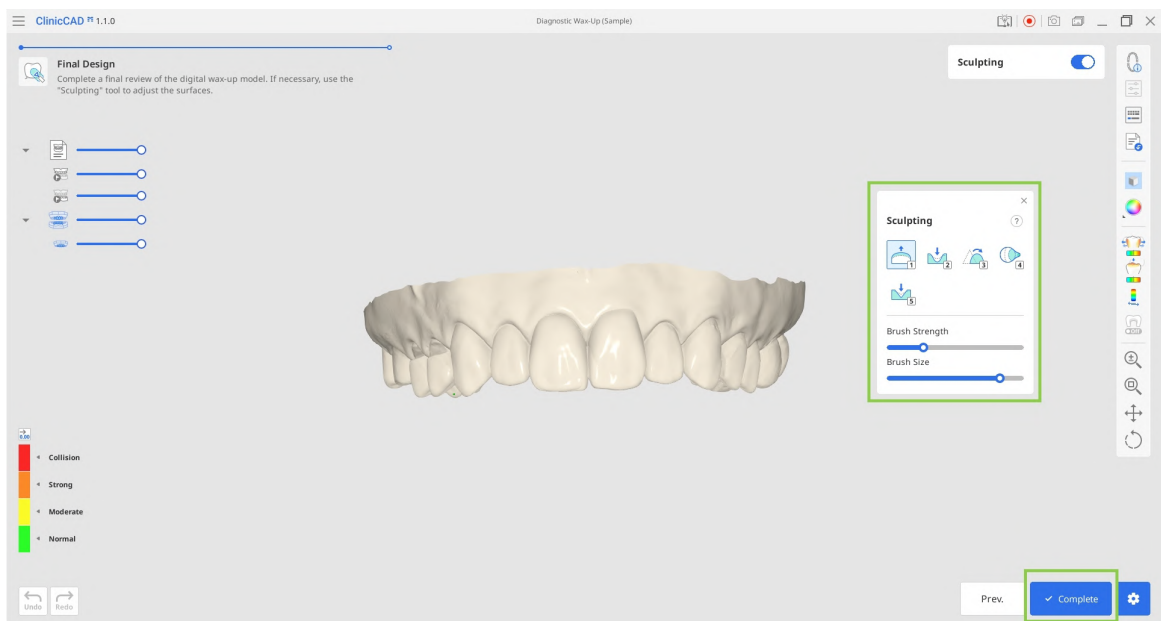 ClinicCAD 1.1.0
Diagnostic Wax-Up (Sample)
Final Design
Complete a final review of the digital wax-up model. If necessary, use the
"Sculpting" tool to adjust the surfaces.
Sculpting
Sculpting
?
1
2
3
4
5
Brush Strength
Brush Size
0.00
Collision
Strong
Moderate
Normal
Undo
Redo
Prev.
Complete